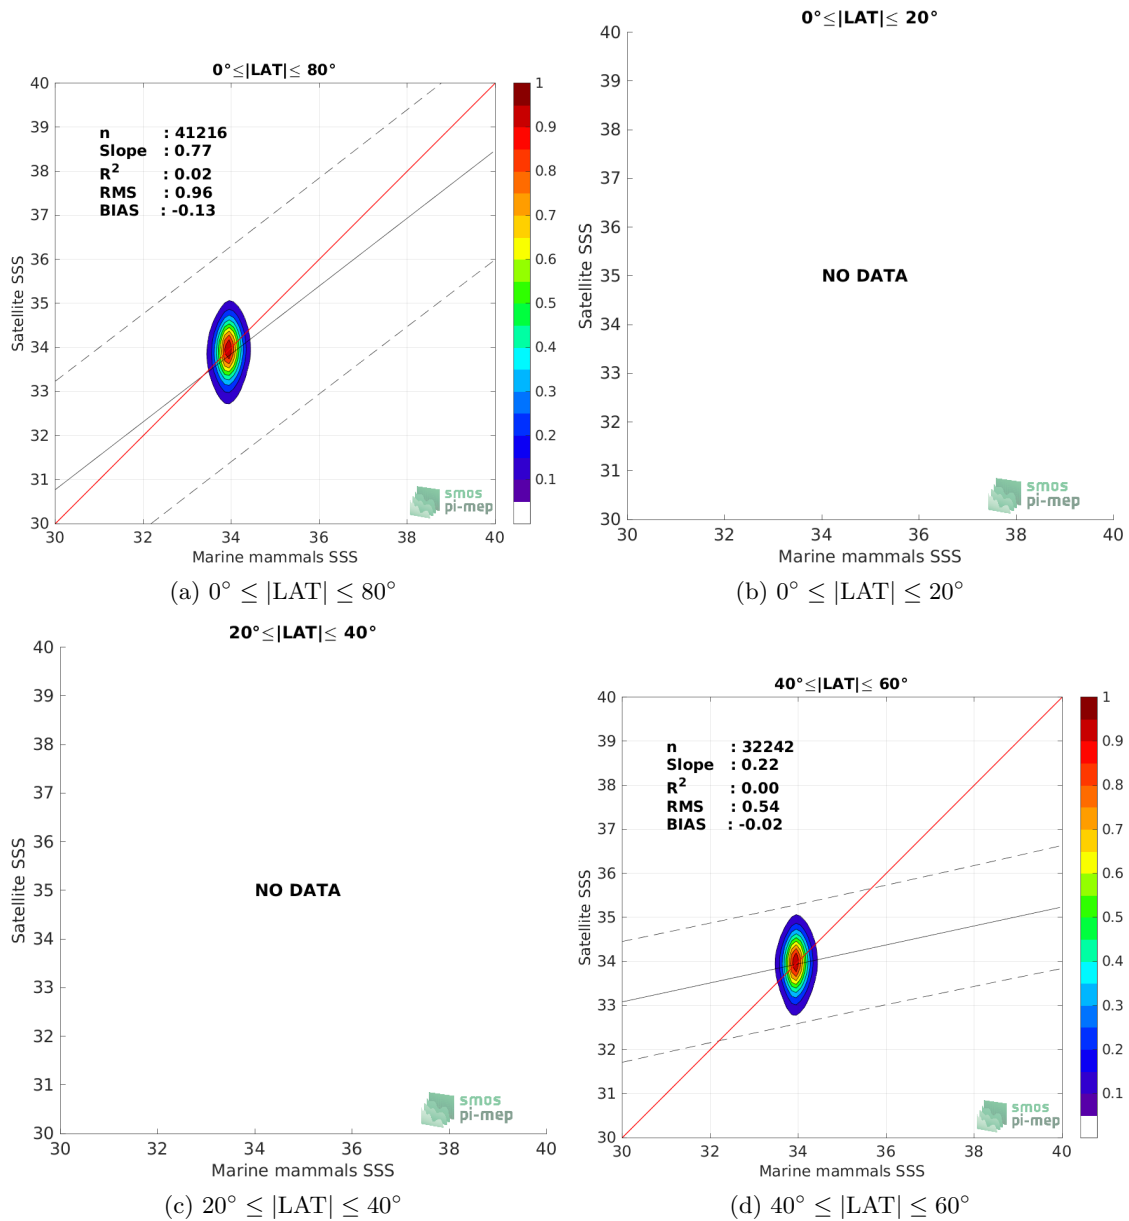 0°≤|LAT|≤ 80°
40
39
38
37
36
35
34
33
32
31
30
n : 41216
Slope : 0.77
R² : 0.02
RMS : 0.96
BIAS : -0.13
Satellite SSS
30 32 34 36 38 40
Marine mammals SSS
1
0.9
0.8
0.7
0.6
0.5
0.4
0.3
0.2
0.1
smos
pi-mep
(a) 0° ≤ |LAT| ≤ 80°
0°≤|LAT|≤ 20°
40
39
38
37
36
35
34
33
32
31
30
NO DATA
Satellite SSS
smos
pi-mep
30 32 34 36 38 40
Marine mammals SSS
(b) 0° ≤ |LAT| ≤ 20°
20°≤|LAT|≤ 40°
40
39
38
37
36
35
34
33
32
31
30
NO DATA
Satellite SSS
smos
pi-mep
30 32 34 36 38 40
Marine mammals SSS
(c) 20° ≤ |LAT| ≤ 40°
40°≤|LAT|≤ 60°
40
39
38
37
36
35
34
33
32
31
30
n : 32242
Slope : 0.22
R² : 0.00
RMS : 0.54
BIAS : -0.02
Satellite SSS
30 32 34 36 38 40
Marine mammals SSS
1
0.9
0.8
0.7
0.6
0.5
0.4
0.3
0.2
0.1
smos
pi-mep
(d) 40° ≤ |LAT| ≤ 60°